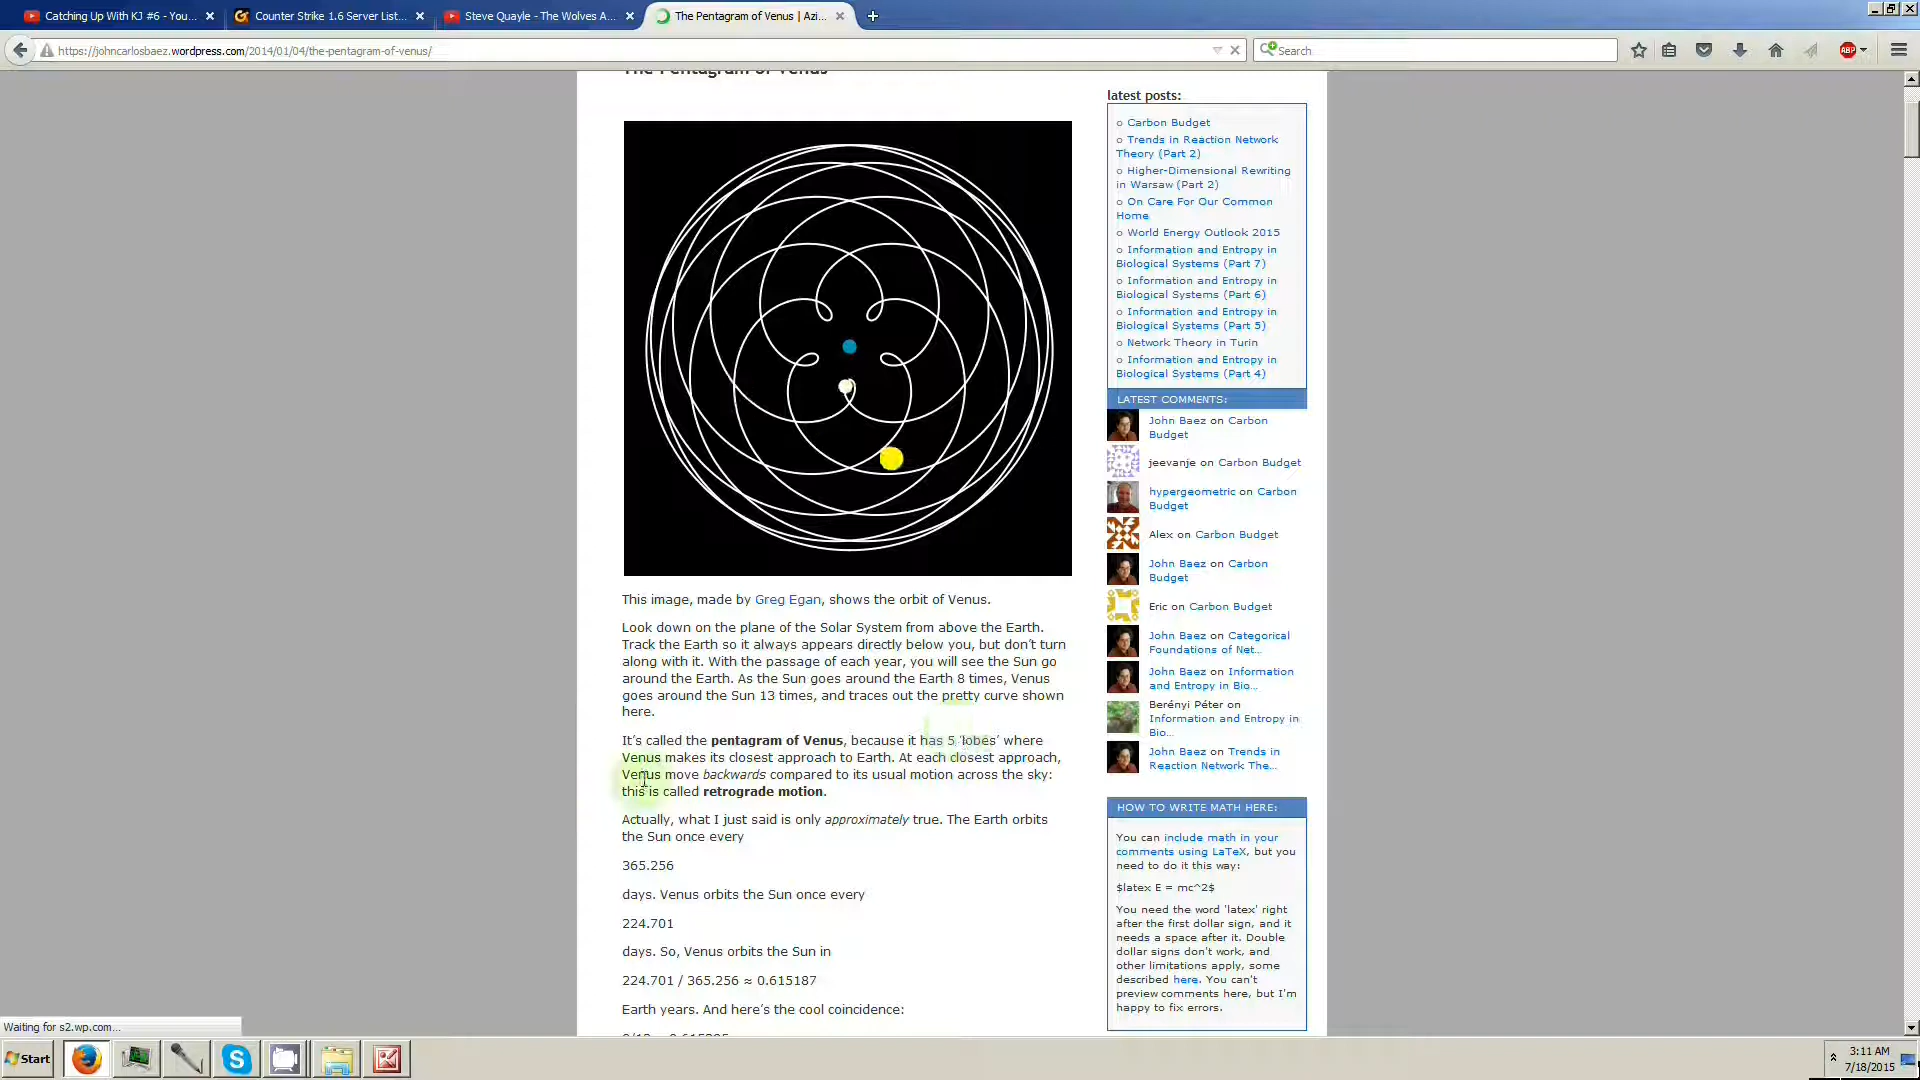 Catching Up With KJ #6 - You...
Counter Strike 1.6 Server List...
Steve Quayle - The Wolves A...
The Pentagram of Venus | Azi...
https://johncarlosbaez.wordpress.com/2014/01/04/the-pentagram-of-venus/
Search
ABP
The Pentagram of Venus
This image, made by Greg Egan, shows the orbit of Venus.
Look down on the plane of the Solar System from above the Earth.
Track the Earth so it always appears directly below you, but don't turn
along with it. With the passage of each year, you will see the Sun go
around the Earth. As the Sun goes around the Earth 8 times, Venus
goes around the Sun 13 times, and traces out the pretty curve shown
here.
It's called the pentagram of Venus, because it has 5 'lobes' where
Venus makes its closest approach to Earth. At each closest approach,
Venus move backwards compared to its usual motion across the sky:
this is called retrograde motion.
Actually, what I just said is only approximately true. The Earth orbits
the Sun once every
365.256
days. Venus orbits the Sun once every
224.701
days. So, Venus orbits the Sun in
224.701 / 365.256 ≈ 0.615187
Earth years. And here's the cool coincidence:
latest posts:
Carbon Budget
Trends in Reaction Network
Theory (Part 2)
Higher-Dimensional Rewriting
in Warsaw (Part 2)
On Care For Our Common
Home
World Energy Outlook 2015
Information and Entropy in
Biological Systems (Part 7)
Information and Entropy in
Biological Systems (Part 6)
Information and Entropy in
Biological Systems (Part 5)
Network Theory in Turin
Information and Entropy in
Biological Systems (Part 4)
LATEST COMMENTS:
John Baez on Carbon
Budget
jeevanje on Carbon Budget
hypergeometric on Carbon
Budget
Alex on Carbon Budget
John Baez on Carbon
Budget
Eric on Carbon Budget
John Baez on Categorical
Foundations of Net...
John Baez on Information
and Entropy in Bio...
Berényi Péter on
Information and Entropy in
Bio...
John Baez on Trends in
Reaction Network The...
HOW TO WRITE MATH HERE:
You can include math in your
comments using LaTeX, but you
need to do it this way:
$latex E = mc^2$
You need the word 'latex' right
after the first dollar sign, and it
needs a space after it. Double
dollar signs don't work, and
other limitations apply, some
described here. You can't
preview comments here, but I'm
happy to fix errors.
Waiting for s2.wp.com...
Start
3:11 AM
7/18/2015